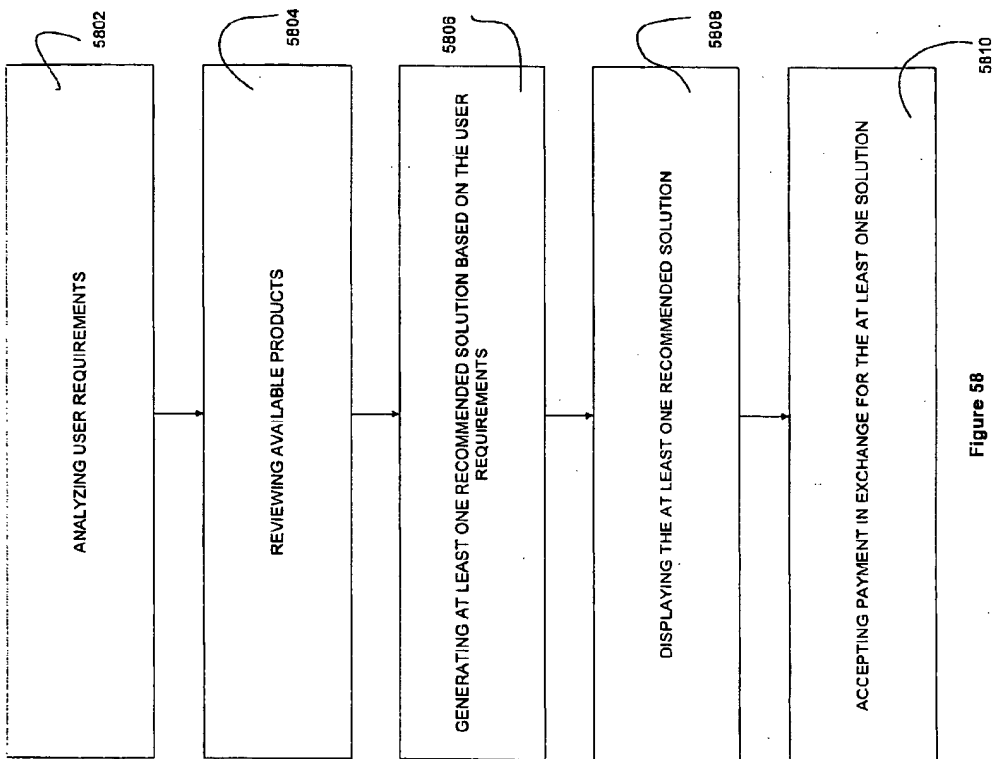 5802
ANALYZING USER REQUIREMENTS
5804
REVIEWING AVAILABLE PRODUCTS
5806
GENERATING AT LEAST ONE RECOMMENDED SOLUTION BASED ON THE USER
REQUIREMENTS
5808
DISPLAYING THE AT LEAST ONE RECOMMENDED SOLUTION
5810
ACCEPTING PAYMENT IN EXCHANGE FOR THE AT LEAST ONE SOLUTION
Figure 58